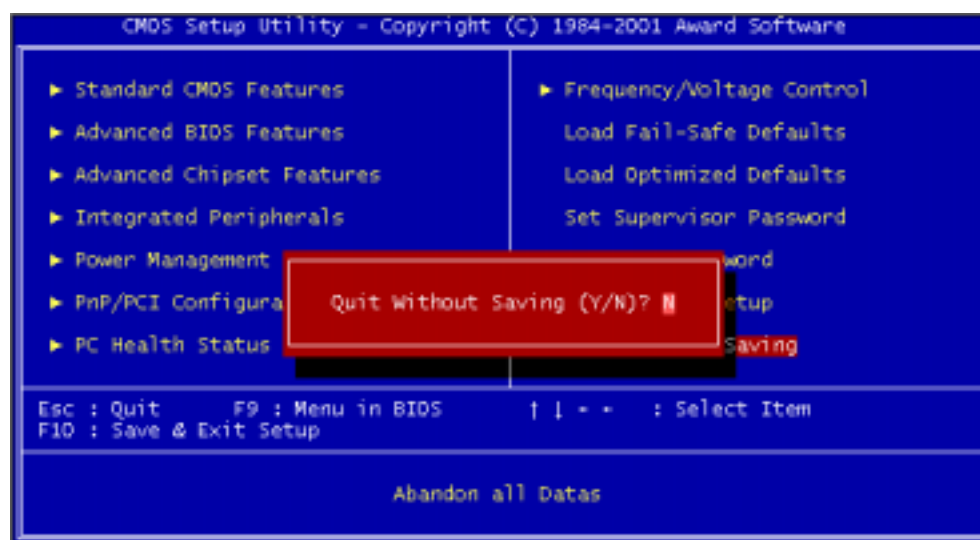 CMOS Setup Utility - Copyright (C) 1984-2001 Award Software
▶ Standard CMOS Features
▶ Advanced BIOS Features
▶ Advanced Chipset Features
▶ Integrated Peripherals
▶ Power Management
▶ PnP/PCI Configura
▶ PC Health Status
▶ Frequency/Voltage Control
Load Fail-Safe Defaults
Load Optimized Defaults
Set Supervisor Password
word
etup
Saving
Quit Without Saving (Y/N)? N
Esc : Quit F9 : Menu in BIOS ↑ ↓ ← → : Select Item
F10 : Save & Exit Setup
Abandon all Datas